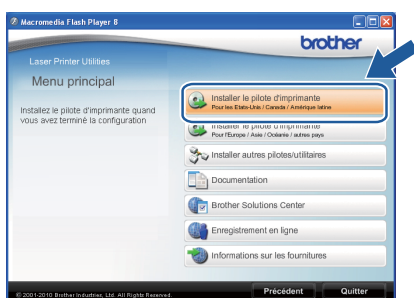 Macromedia Flash Player 8
brother
Laser Printer Utilities
Menu principal
Installez le pilote d'imprimante quand
vous avez terminé la configuration
Installer le pilote d'imprimante
Pour les Etats-Unis / Canada / Amérique latine
Installer le pilote d'imprimante
Pour l'Europe / Asie / Océanie / autres pays
Installer autres pilotes/utilitaires
Documentation
Brother Solutions Center
Enregistrement en ligne
Informations sur les fournitures
© 2001-2010 Brother Industries, Ltd. All Rights Reserved.
Précédent
Quitter